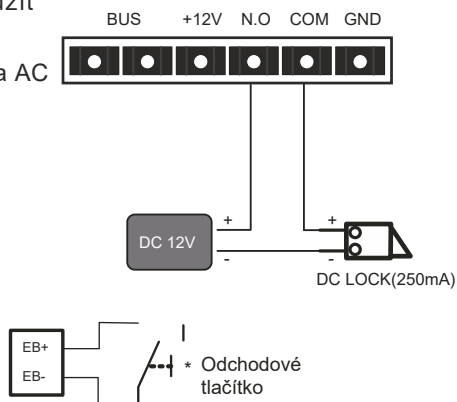 BUS +12V N.O COM GND
a AC
+ +
DC 12V
- -
DC LOCK(250mA)
EB+
EB-
* Odchodové
tlačítko